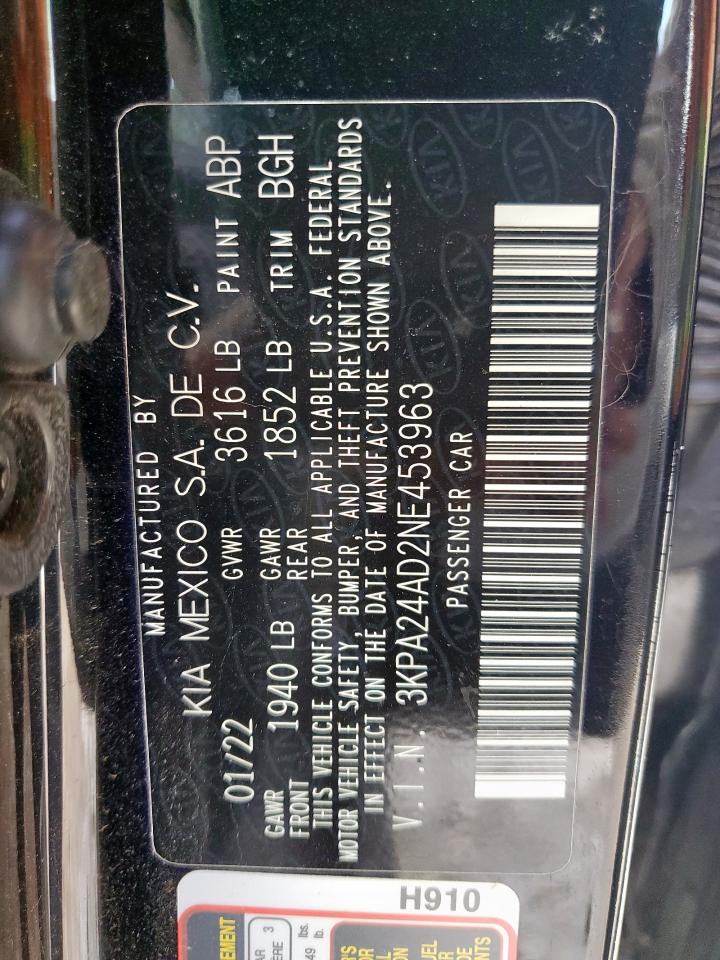 MANUFACTURED BY
KIA MEXICO S.A. DE C.V.
01/22 GVWR 3616 LB PAINT ABP
GAWR FRONT 1940 LB GAWR REAR 1852 LB TRIM BGH
THIS VEHICLE CONFORMS TO ALL APPLICABLE U.S.A. FEDERAL
MOTOR VEHICLE SAFETY, BUMPER, AND THEFT PREVENTION STANDARDS
IN EFFECT ON THE DATE OF MANUFACTURE SHOWN ABOVE.
V.I.N. 3KPA24AD2NE453963
PASSENGER CAR
H910